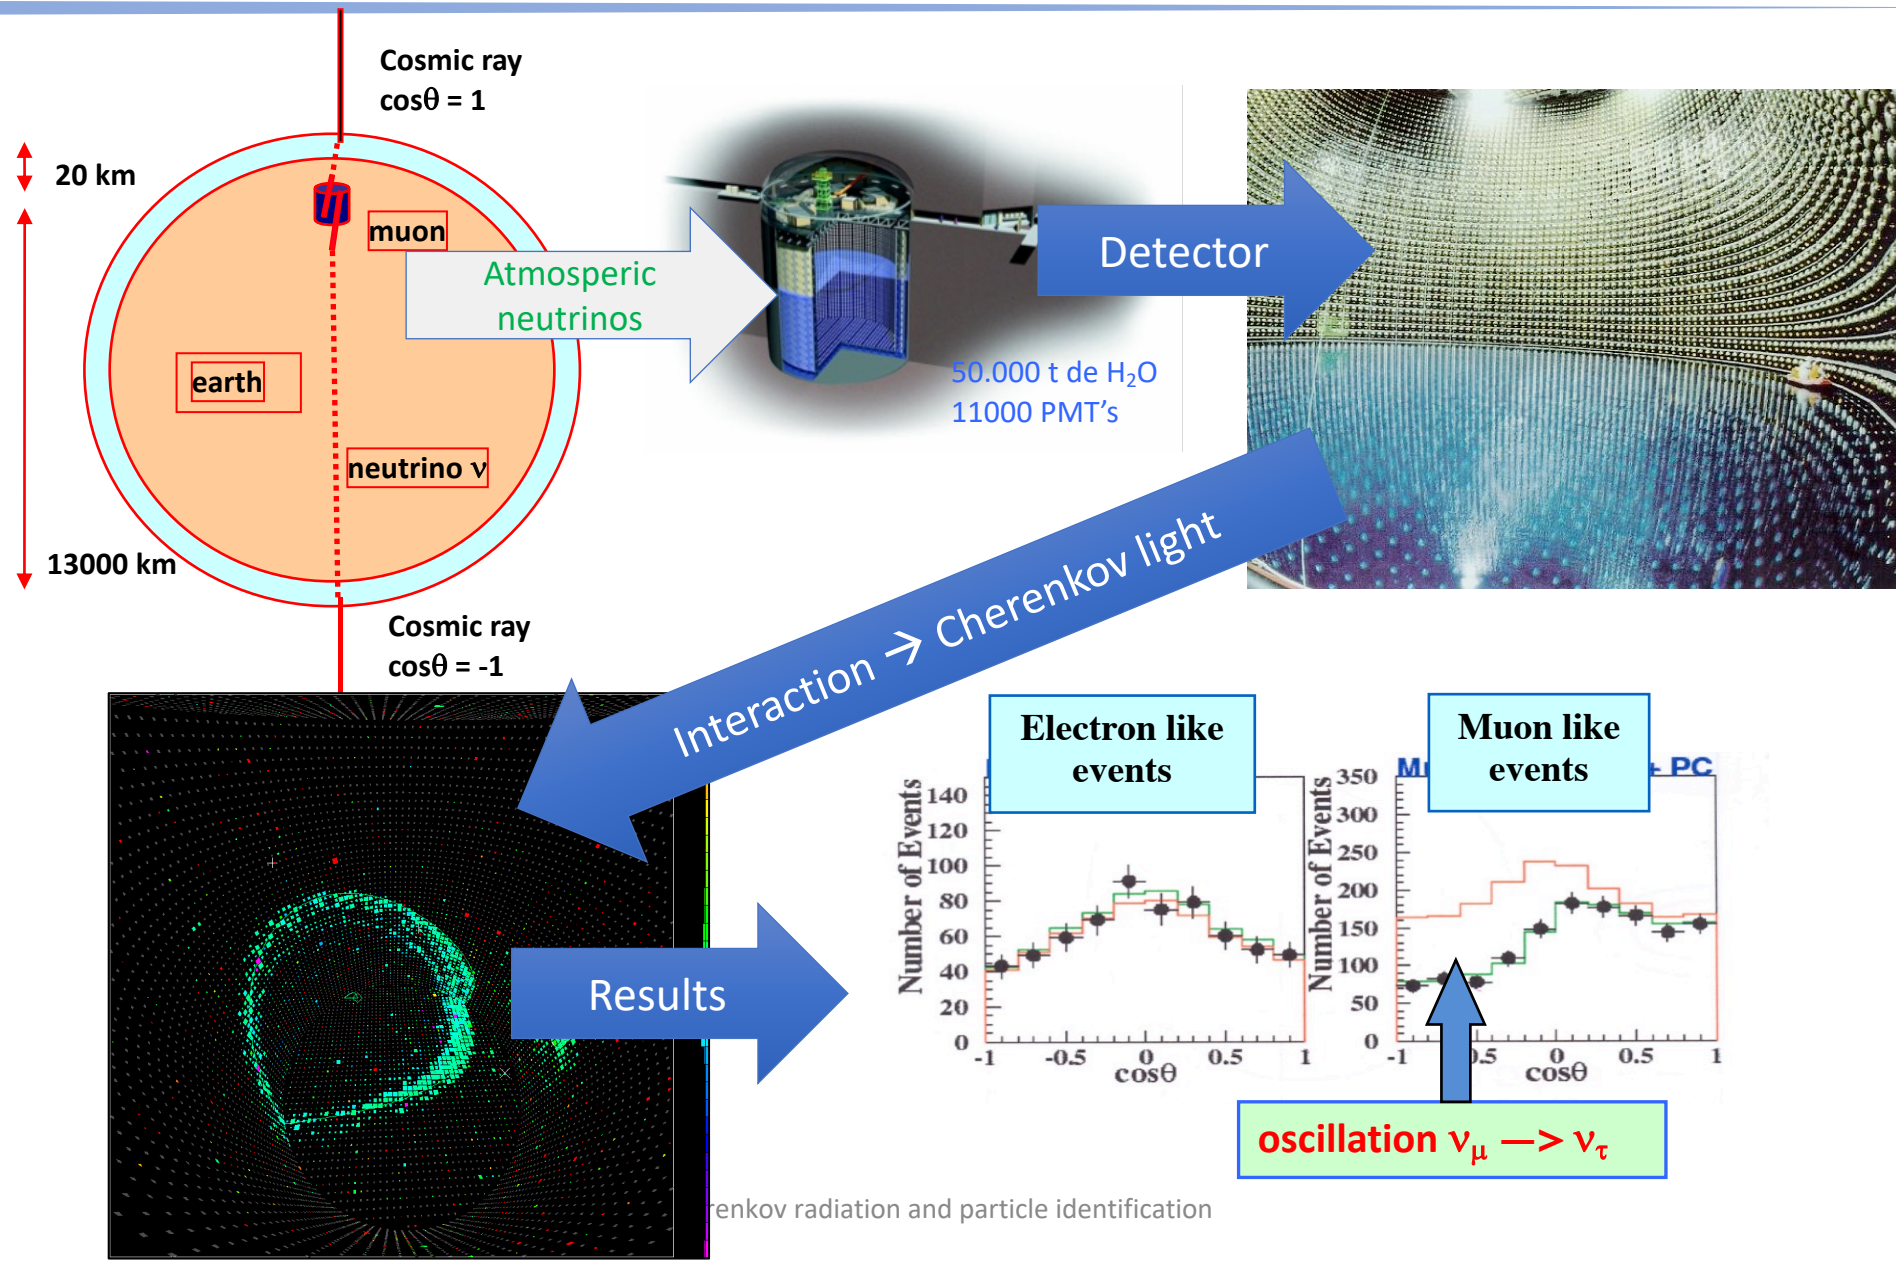 Cosmic ray
cosθ = 1
20 km
muon
earth
neutrino ν
13000 km
Cosmic ray
cosθ = -1
Atmosperic
neutrinos
50.000 t de H₂O
11000 PMT's
Detector
Interaction → Cherenkov light
Results
Electron like
events
Number of Events
140
120
100
80
60
40
20
0
-1 -0.5 0 0.5 1
cosθ
Muon like
events
+ PC
Number of Events
350
300
250
200
150
100
50
0
-1 0.5 0 0.5 1
cosθ
oscillation νμ —> ντ
renkov radiation and particle identification